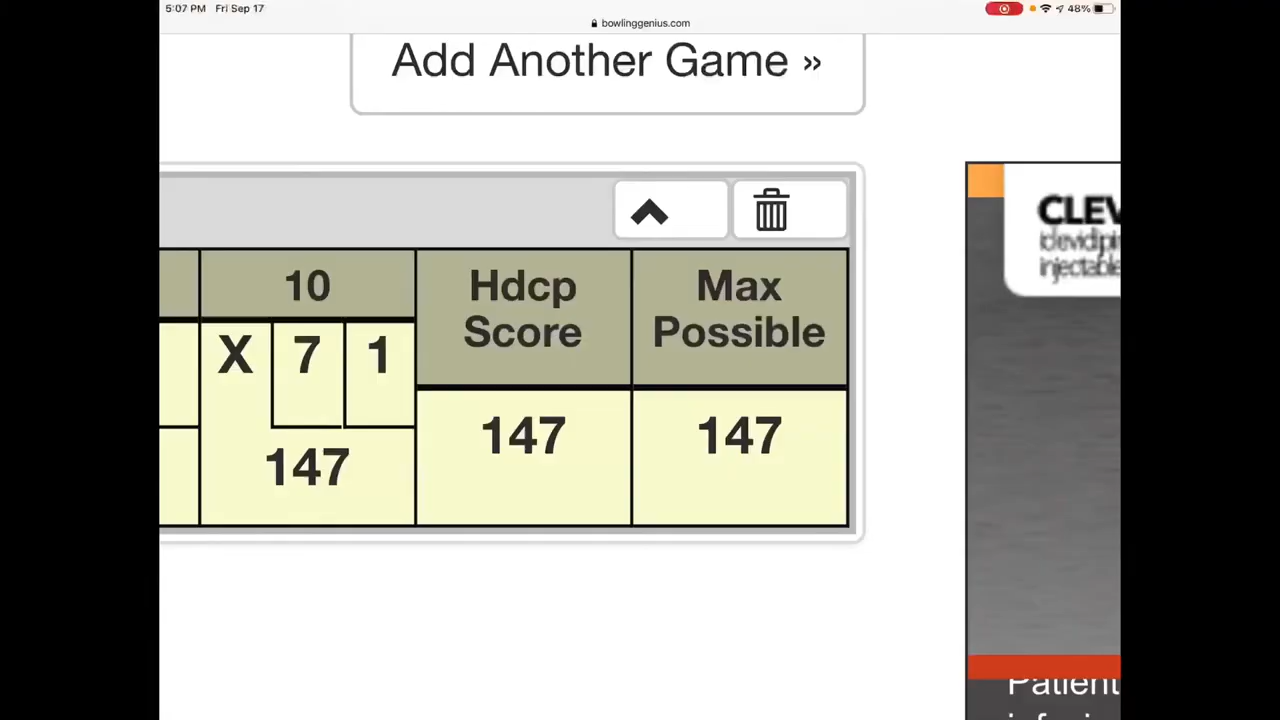 5:07 PM Fri Sep 17
48%
bowlinggenius.com
Add Another Game »
10
Hdcp Score
Max Possible
X 7 1
147
147
147
CLEV
injectable
Patient